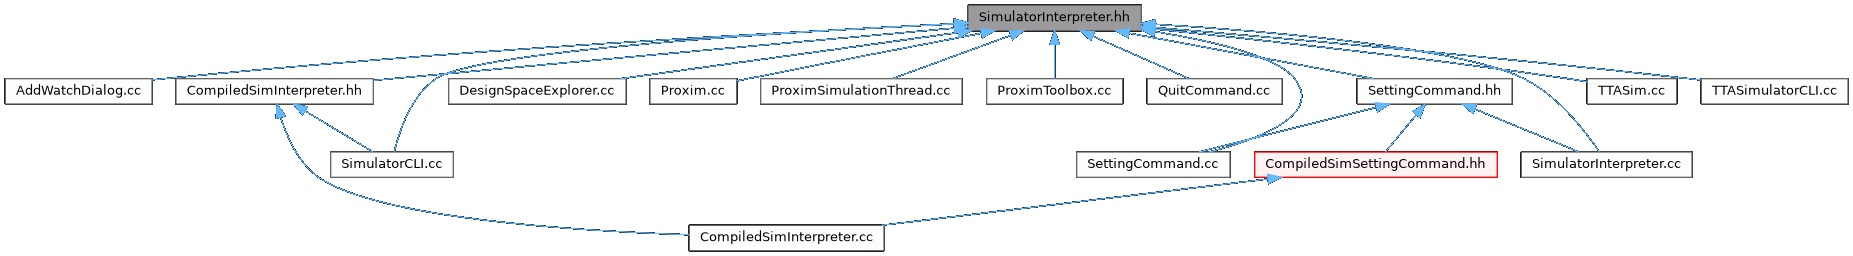 SimulatorInterpreter.hh
AddWatchDialog.cc
CompiledSimInterpreter.hh
DesignSpaceExplorer.cc
Proxim.cc
ProximSimulationThread.cc
ProximToolbox.cc
QuitCommand.cc
SettingCommand.hh
TTASim.cc
TTASimulatorCLI.cc
SimulatorCLI.cc
SettingCommand.cc
CompiledSimSettingCommand.hh
SimulatorInterpreter.cc
CompiledSimInterpreter.cc